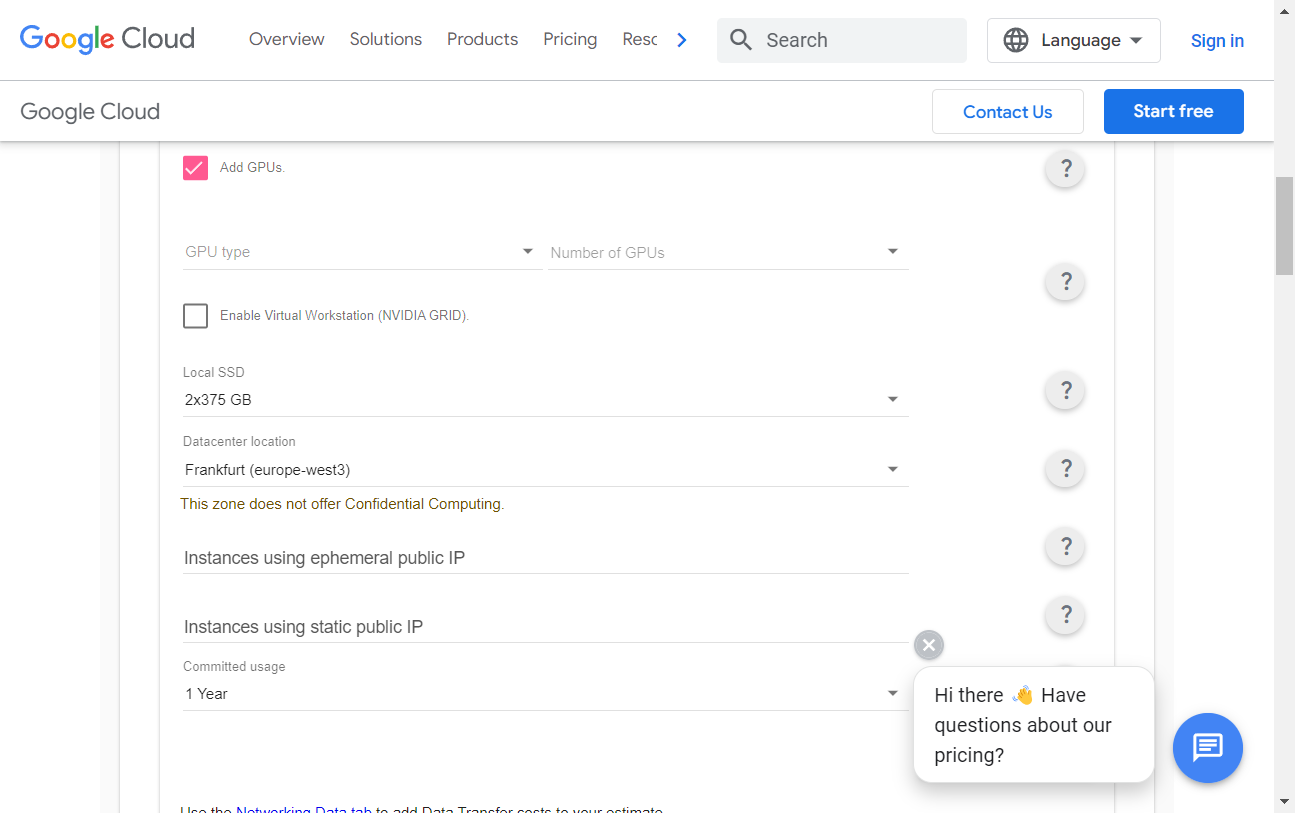 Google Cloud
Overview
Solutions
Products
Pricing
Resc
Search
Language
Sign in
Google Cloud
Contact Us
Start free
Add GPUs.
?
GPU type
Number of GPUs
?
Enable Virtual Workstation (NVIDIA GRID).
Local SSD
2x375 GB
?
Datacenter location
Frankfurt (europe-west3)
?
This zone does not offer Confidential Computing.
Instances using ephemeral public IP
?
Instances using static public IP
?
Committed usage
1 Year
Hi there 👋 Have
questions about our
pricing?
Use the Networking Data tab to add Data Transfer costs to your estimate